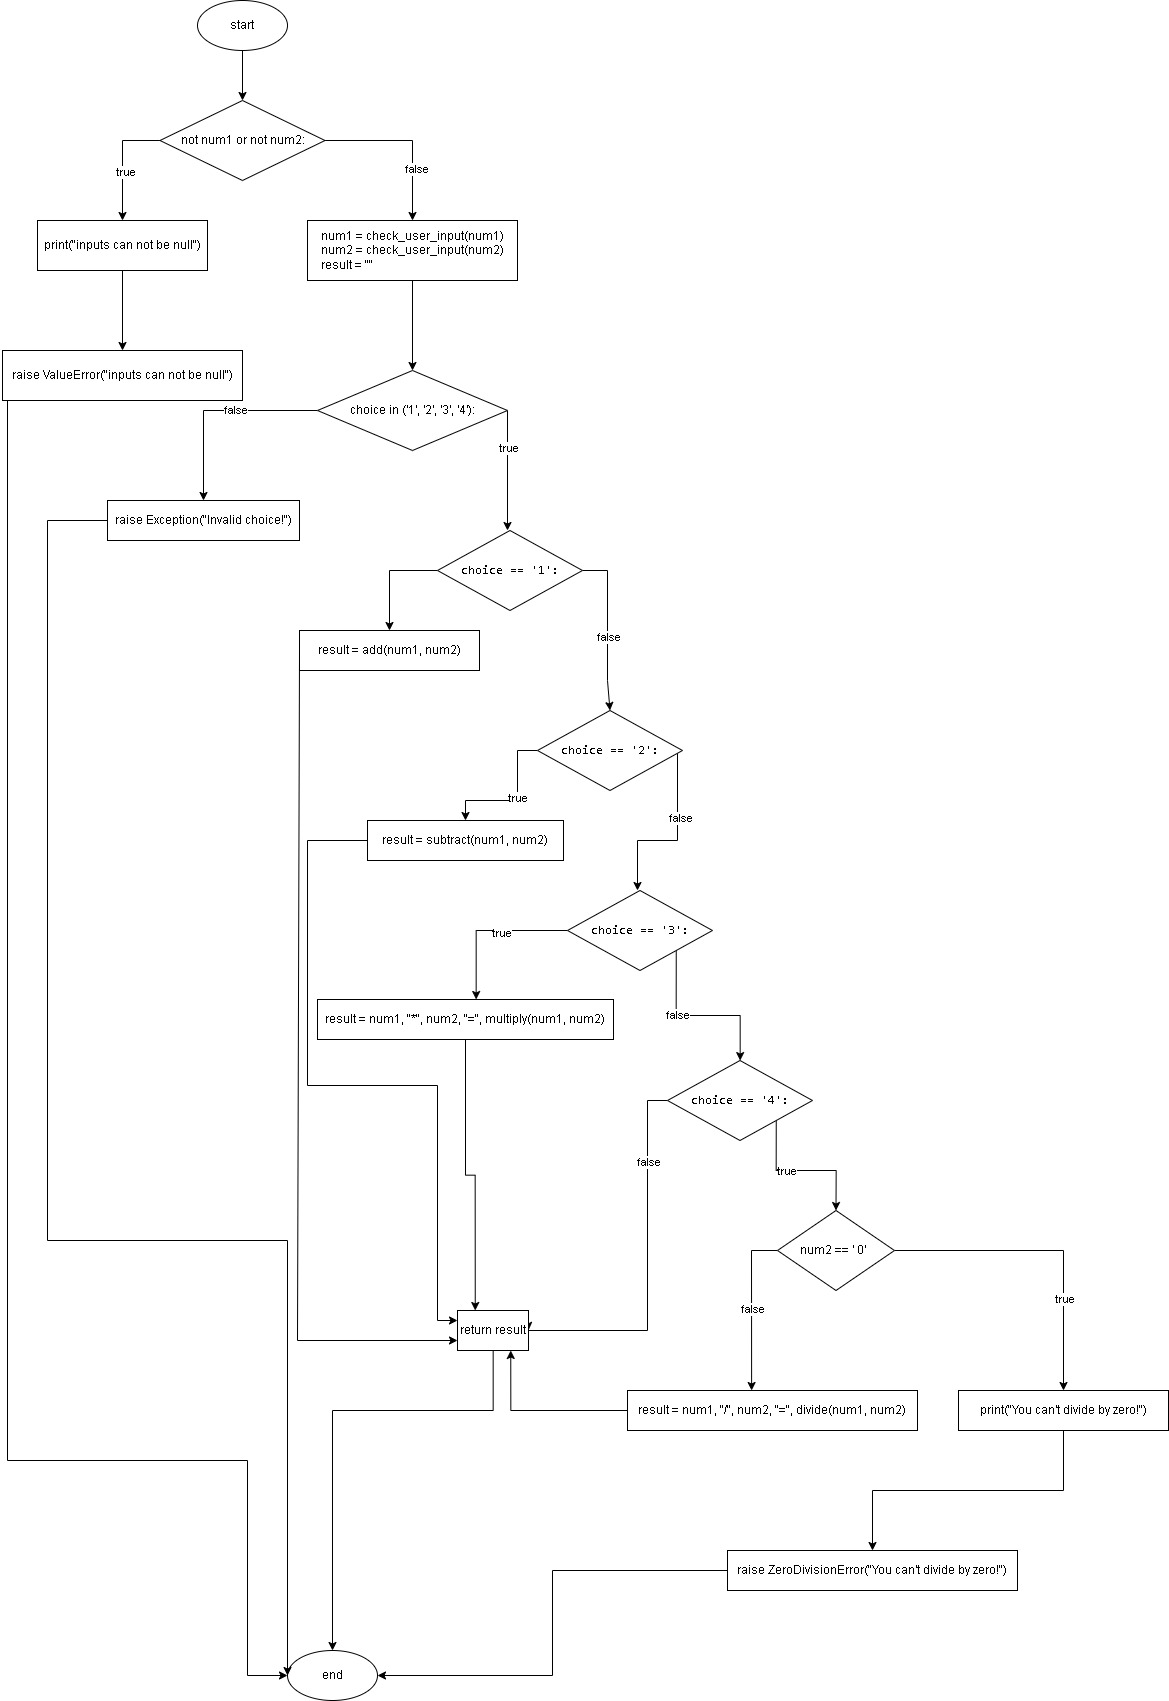 start
not num1 or not num2:
true
false
print("inputs can not be null")
num1 = check_user_input(num1)
num2 = check_user_input(num2)
result = ""
raise ValueError("inputs can not be null")
choice in ('1', '2', '3', '4'):
false
true
raise Exception("Invalid choice!")
choice == '1':
false
result = add(num1, num2)
choice == '2':
true
false
result = subtract(num1, num2)
choice == '3':
true
false
result = num1, "*", num2, "=", multiply(num1, num2)
choice == '4':
false
true
num2 == '0'
false
true
return result
result = num1, "/", num2, "=", divide(num1, num2)
print("You can't divide by zero!")
raise ZeroDivisionError("You can't divide by zero!")
end